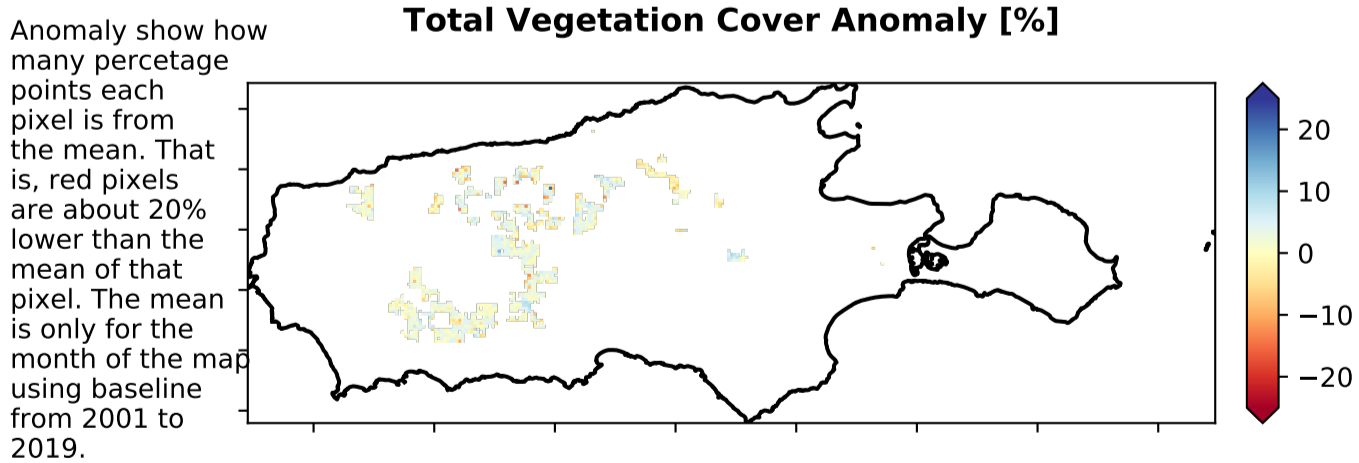 Total Vegetation Cover Anomaly [%]
Anomaly show how
many percetage
points each
pixel is from
the mean. That
is, red pixels
are about 20%
lower than the
mean of that
pixel. The mean
is only for the
month of the map
using baseline
from 2001 to
2019.
20
10
0
−10
−20